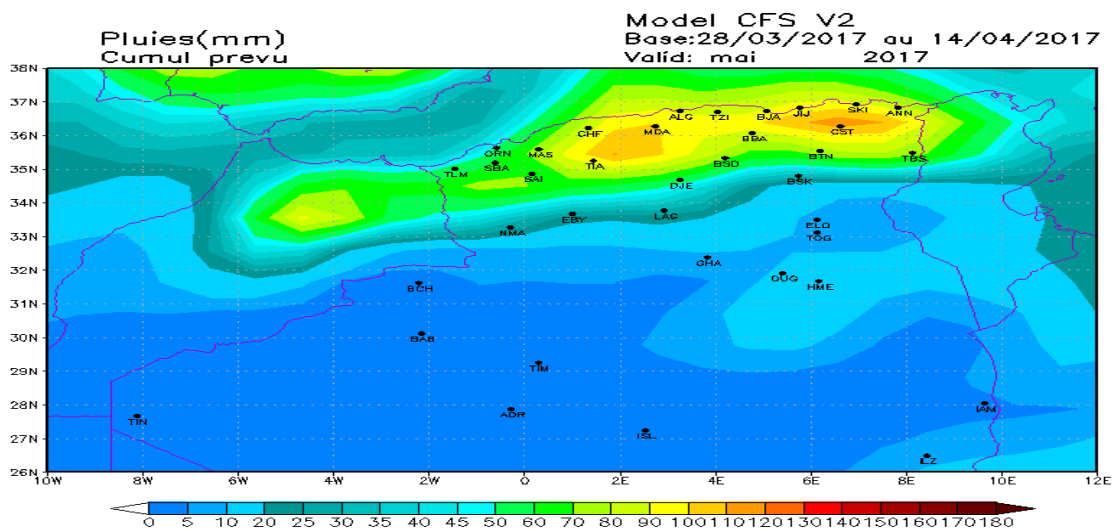 Model CFS V2
Pluies(mm) Base:28/03/2017 au 14/04/2017
Cumul prevu Valid: mai 2017
38N
37N
SKI
ALG TZI BJA JIJ ANN
36N
CHF MDA BBA CST
ORN MAS
35N
TLM SBA TIA BSD BTN TBS
SAI DJE BSK
34N
EBY LAG
33N
NMA ELO
TOG
32N
GHA OUG
BCH HME
31N
30N
BAB
29N
TIM
28N
TIN ADR IAM
27N
ISL
ILZ
26N
10W 8W 6W 4W 2W 0 2E 4E 6E 8E 10E 12E
0 5 10 20 25 35 40 45 50 60 70 80 90 100 110 120 130 140 150 160 170 180